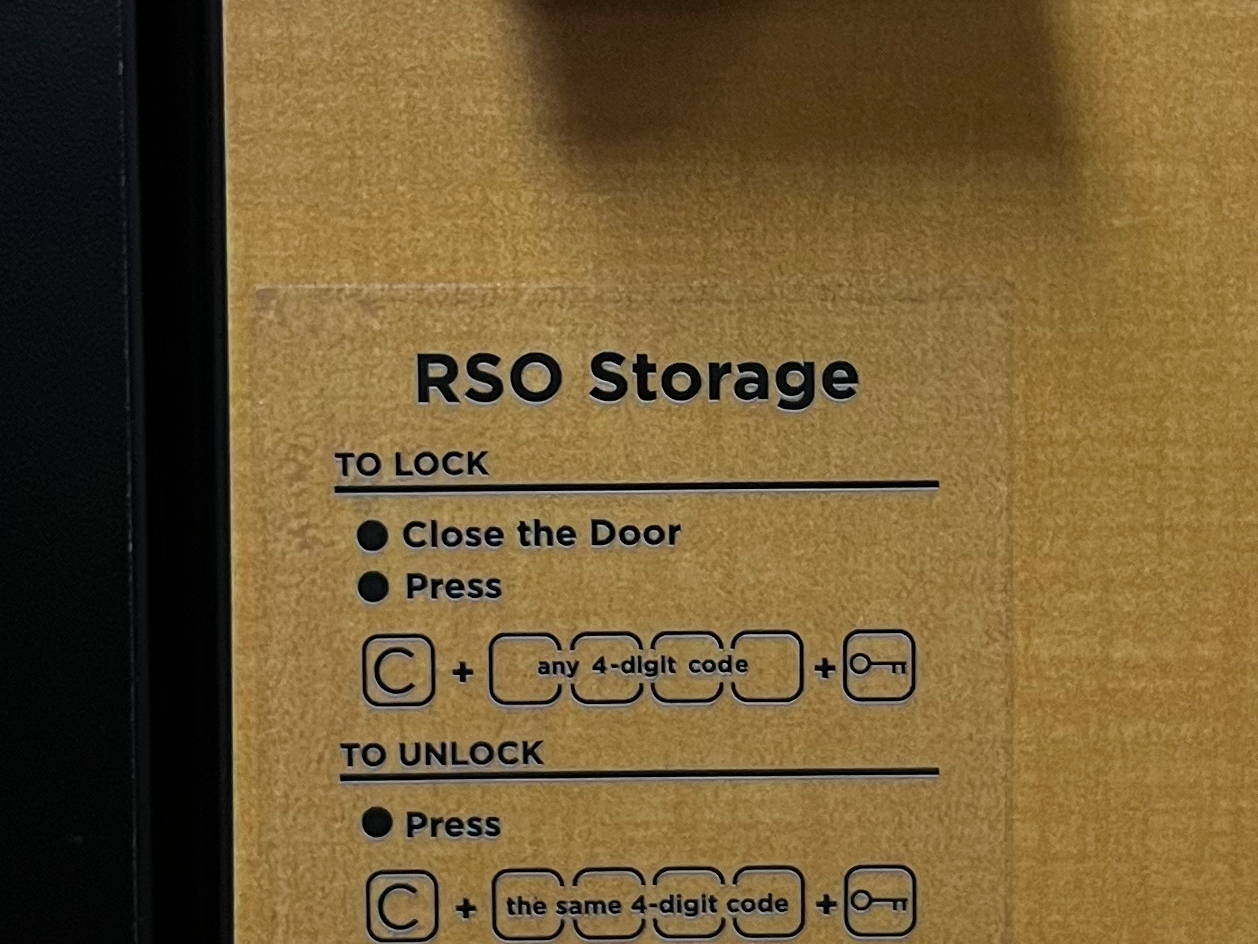 RSO Storage
TO LOCK
● Close the Door
● Press
C + any 4-digit code +
TO UNLOCK
● Press
C + the same 4-digit code +